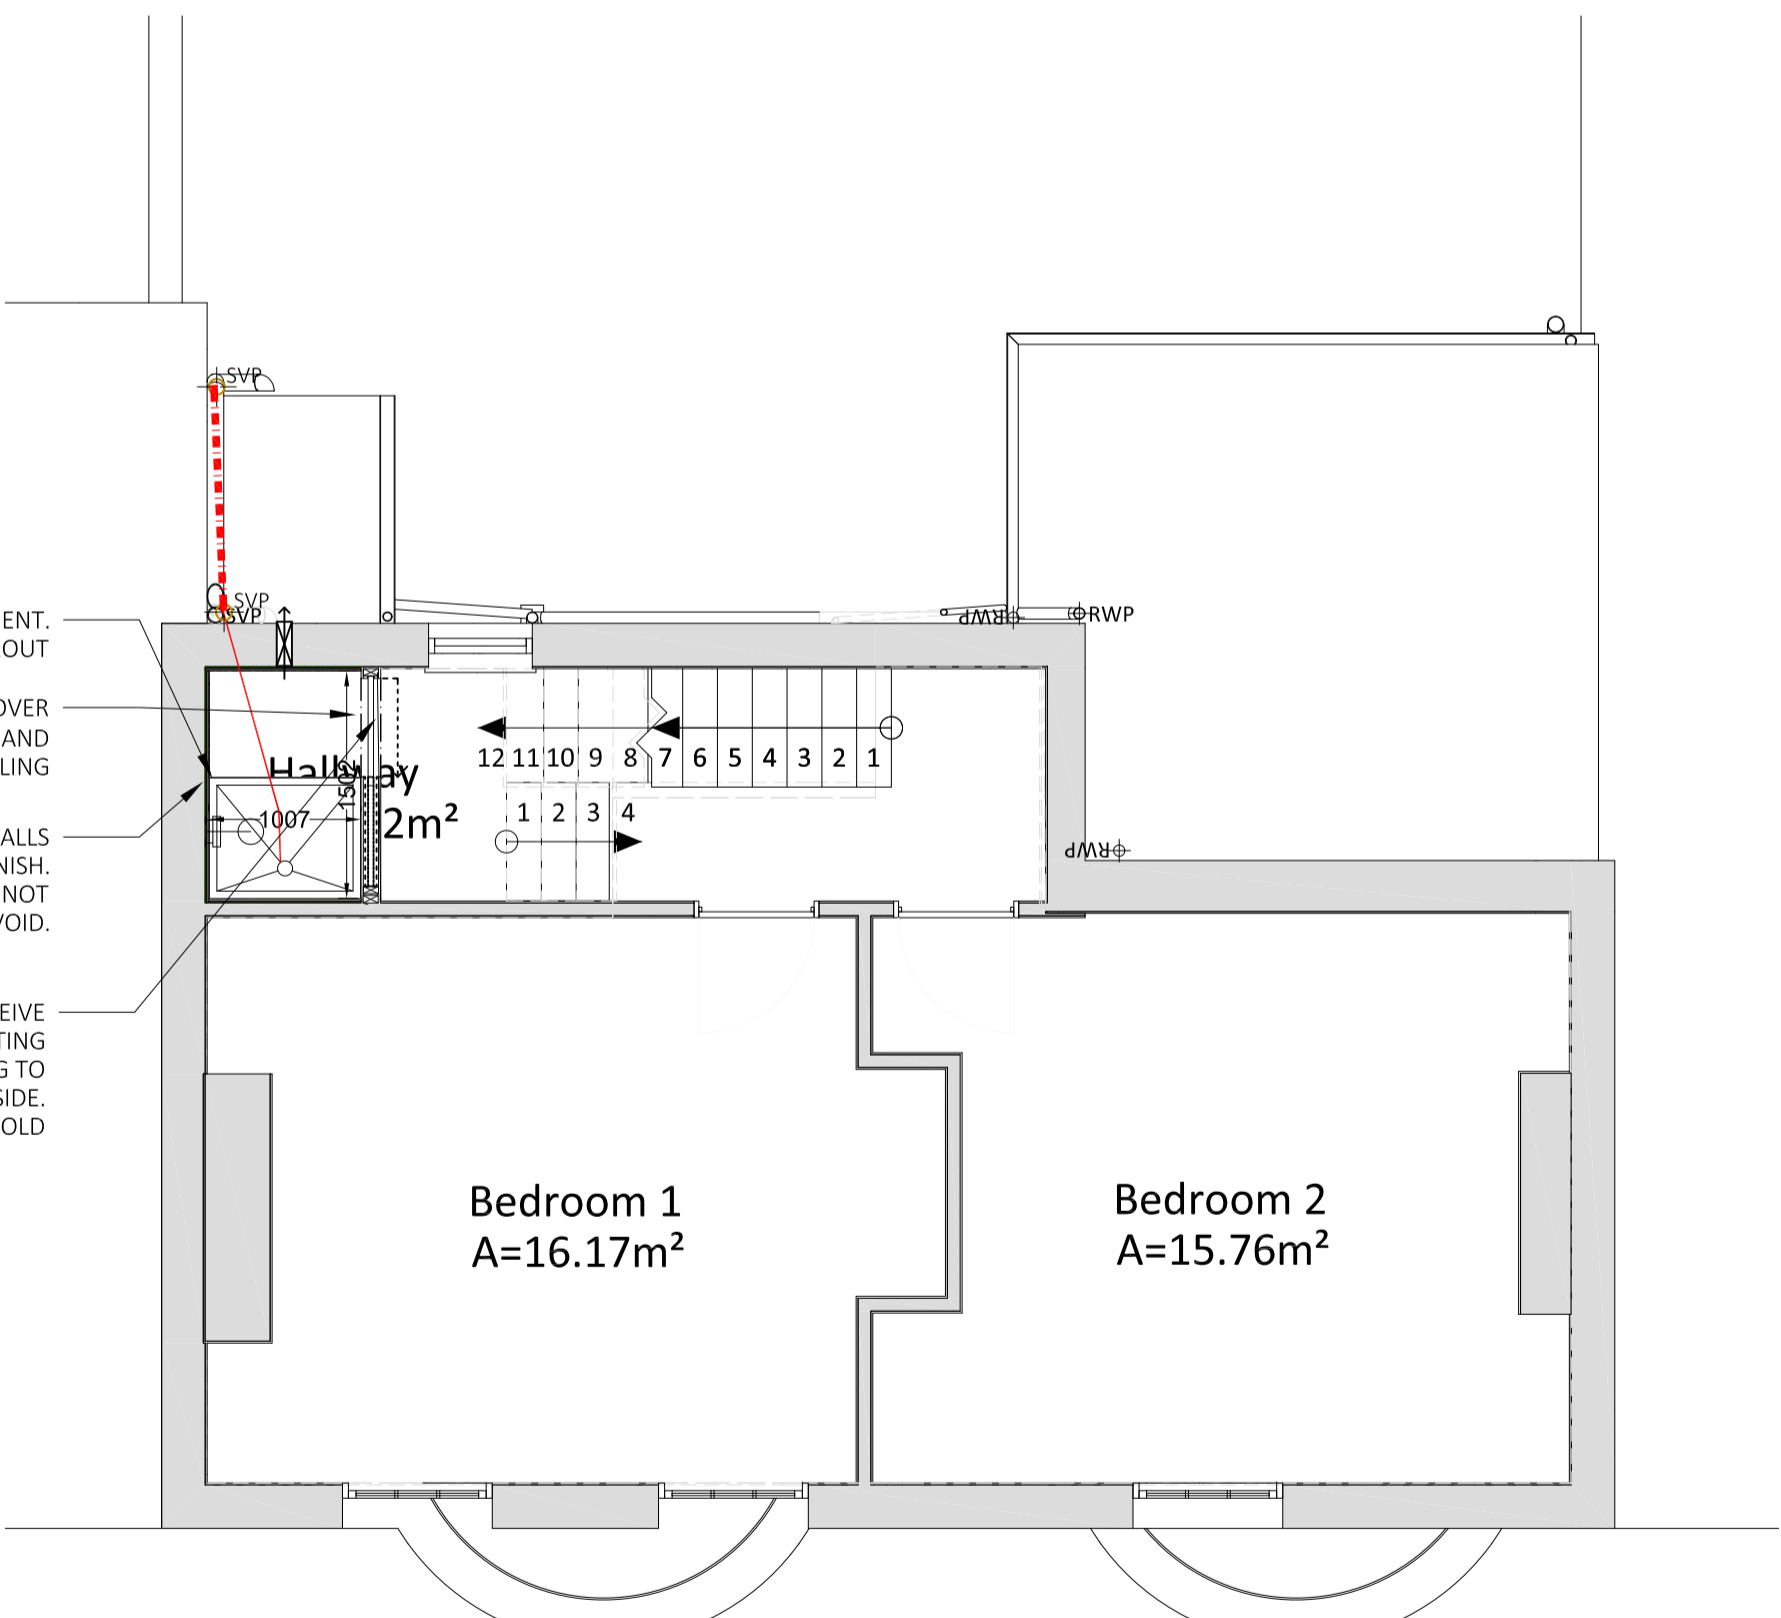 SVP
SVP
SVP
RWP
RWP
ENT.
OUT
OVER
AND
LING
ALLS
NISH.
NOT
VOID.
EIVE
TING
G TO
SIDE.
OLD
Hallway
2m²
1502
1007
12 11 10 9 8 7 6 5 4 3 2 1
1 2 3 4
RWP
Bedroom 1
A=16.17m²
Bedroom 2
A=15.76m²